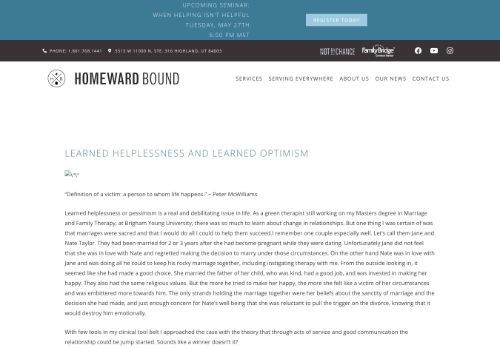 UPCOMING SEMINAR:
WHEN HELPING ISN'T HELPFUL
TUESDAY, MAY 27TH
6:00 PM MST
REGISTER TODAY
PHONE: 1.801.768.1441
5513 W 11000 N, STE. 316 HIGHLAND, UT 84003
NOT BY CHANCE
FamilyBridge
HOMEWARD BOUND
SERVICES SERVING EVERYWHERE ABOUT US OUR NEWS CONTACT US
LEARNED HELPLESSNESS AND LEARNED OPTIMISM
"Definition of a victim: a person to whom life happens." ~ Peter McWilliams
Learned helplessness or pessimism is a real and debilitating issue in life. As a green therapist still working on my Masters degree in Marriage
and Family Therapy, at Brigham Young University, there was so much to learn about change in relationships. But one thing I was certain of was
that marriages were sacred and that I would do all I could to help them succeed.I remember one couple especially well. Let's call them Jane and
Nate Taylor. They had been married for 2 or 3 years after she had become pregnant while they were dating. Unfortunately Jane did not feel
that she was in love with Nate and regretted making the decision to marry under those circumstances. On the other hand Nate was in love with
Jane and was doing all he could to keep his rocky marriage together, including instigating therapy with me. From the outside looking in, it
seemed like she had made a good choice. She married the father of her child, who was kind, had a good job, and was invested in making her
happy. They also had the same religious values. But the more he tried to make her happy, the more she felt like a victim of her circumstances
and was embittered more towards him. The only strands holding the marriage together were her beliefs about the sanctity of marriage and the
decision she had made, and just enough concern for Nate's well being that she was reluctant to pull the trigger on the divorce, knowing that it
would destroy him emotionally.
With few tools in my clinical tool belt I approached the case with the theory that through acts of service and good communication the
relationship could be jump started. Sounds like a winner doesn't it?